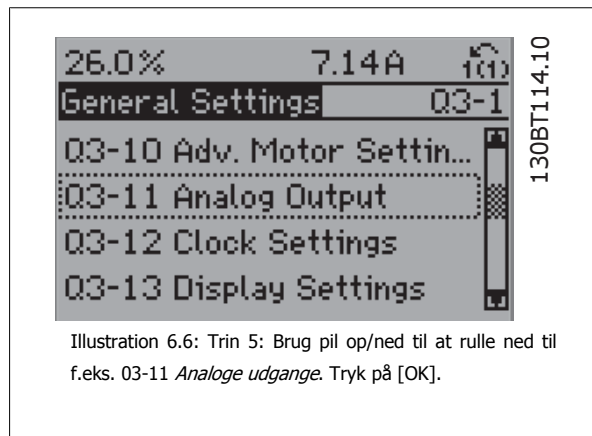 26.0% 7.14A 1(1)
General Settings Q3-1
Q3-10 Adv. Motor Settin...
Q3-11 Analog Output
Q3-12 Clock Settings
Q3-13 Display Settings
130BT114.10
Illustration 6.6: Trin 5: Brug pil op/ned til at rulle ned til
f.eks. 03-11 Analoge udgange. Tryk på [OK].